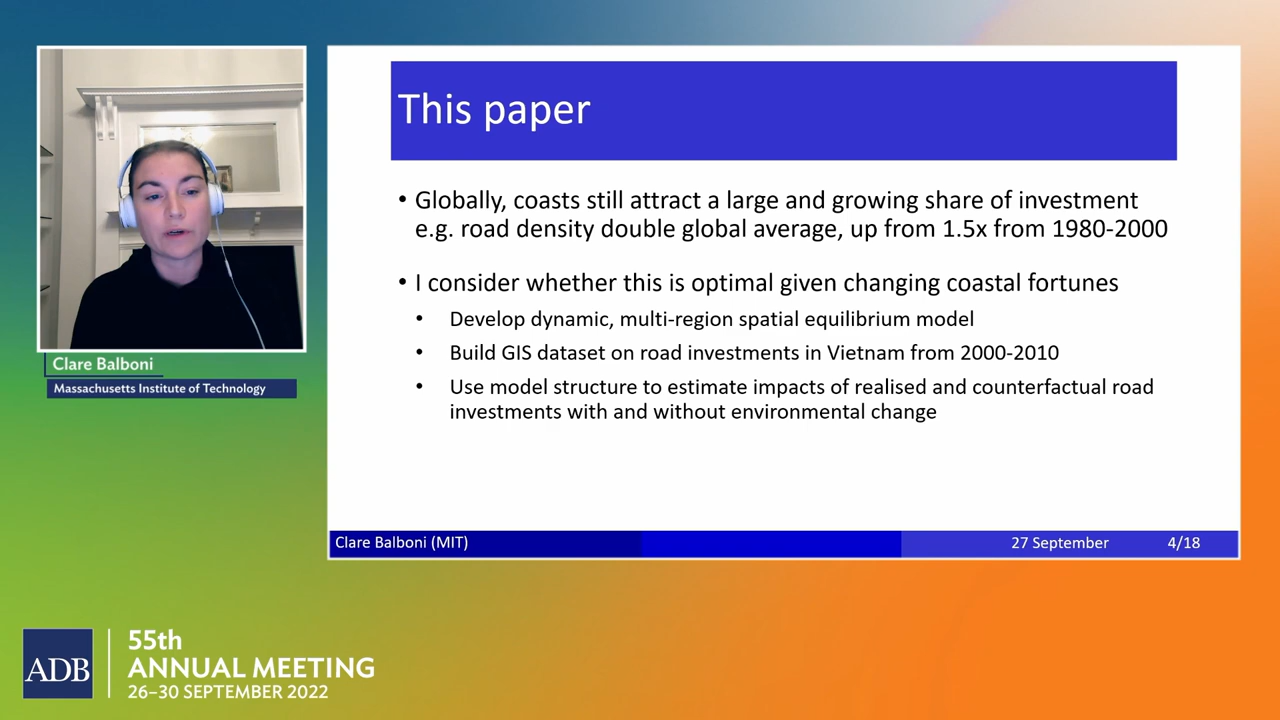 This paper
• Globally, coasts still attract a large and growing share of investment
e.g. road density double global average, up from 1.5x from 1980-2000
• I consider whether this is optimal given changing coastal fortunes
• Develop dynamic, multi-region spatial equilibrium model
• Build GIS dataset on road investments in Vietnam from 2000-2010
• Use model structure to estimate impacts of realised and counterfactual road
investments with and without environmental change
Clare Balboni (MIT) 27 September 4/18
Clare Balboni
Massachusetts Institute of Technology
ADB
55th
ANNUAL MEETING
26–30 SEPTEMBER 2022